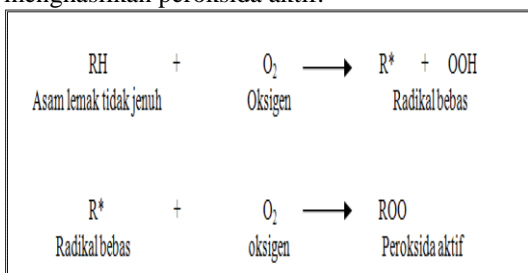 menghasilkan peroksida aktif.
RH + O₂ ⟶ R* + OOH
Asam lemak tidak jenuh Oksigen Radikal bebas
R* + O₂ ⟶ ROO
Radikal bebas oksigen Peroksida aktif